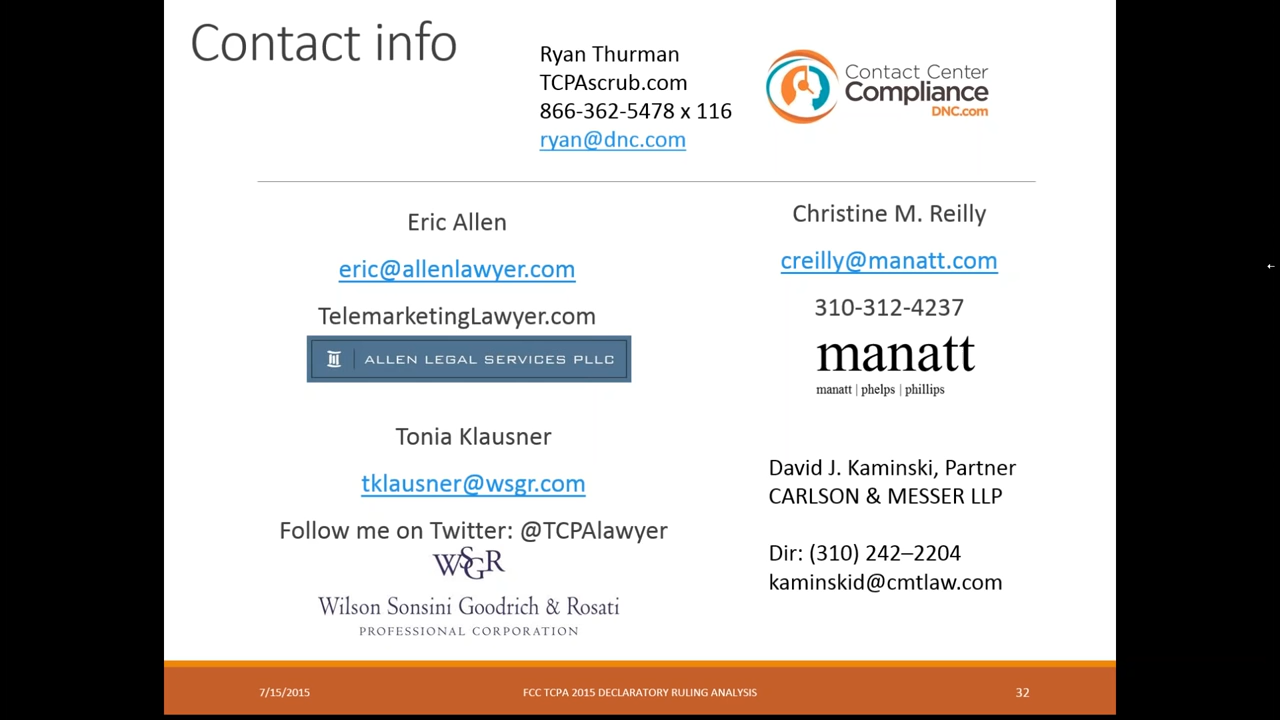 Contact info
Ryan Thurman
TCPAscrub.com
866-362-5478 x 116
ryan@dnc.com
Contact Center
Compliance
DNC.com
Eric Allen
eric@allenlawyer.com
TelemarketingLawyer.com
ALLEN LEGAL SERVICES PLLC
Christine M. Reilly
creilly@manatt.com
310-312-4237
manatt
manatt | phelps | phillips
Tonia Klausner
tklausner@wsgr.com
Follow me on Twitter: @TCPAlawyer
WSGR
Wilson Sonsini Goodrich & Rosati
PROFESSIONAL CORPORATION
David J. Kaminski, Partner
CARLSON & MESSER LLP
Dir: (310) 242–2204
kaminskid@cmtlaw.com
7/15/2015
FCC TCPA 2015 DECLARATORY RULING ANALYSIS
32